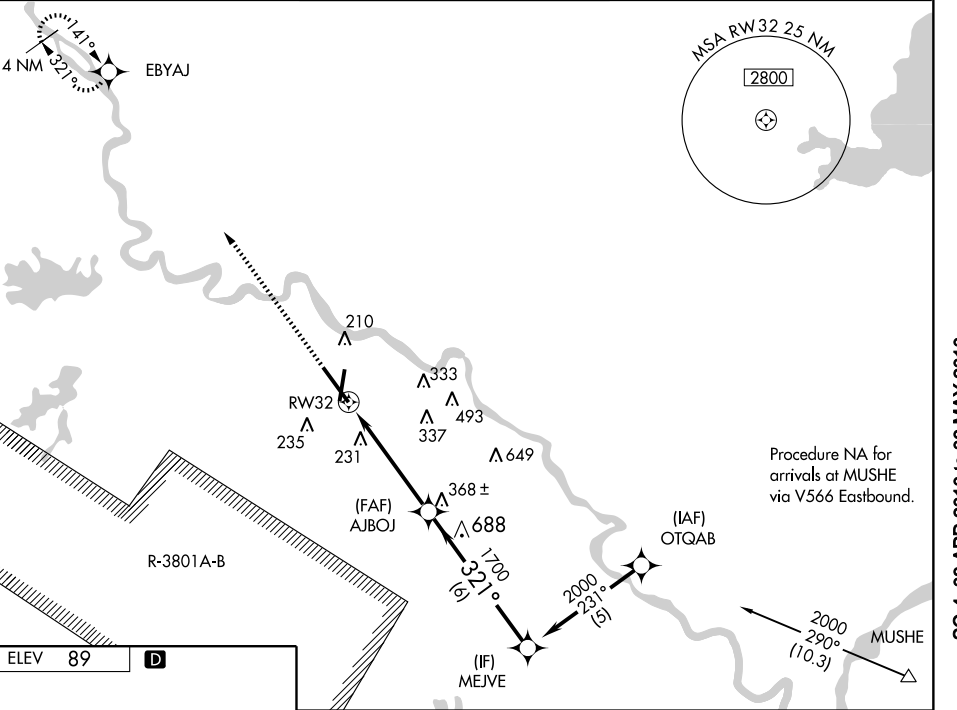 141°
321°
4 NM
EBYAJ
MSA RW32 25 NM
2800
210
333
493
RW32
235
231
337
649
368 ±
688
(FAF)
AJBOJ
1700
321°
(6)
R-3801A-B
Procedure NA for
arrivals at MUSHE
via V566 Eastbound.
(IAF)
OTQAB
2000
231°
(5)
2000
290°
(10.3)
MUSHE
(IF)
MEJVE
ELEV 89
D